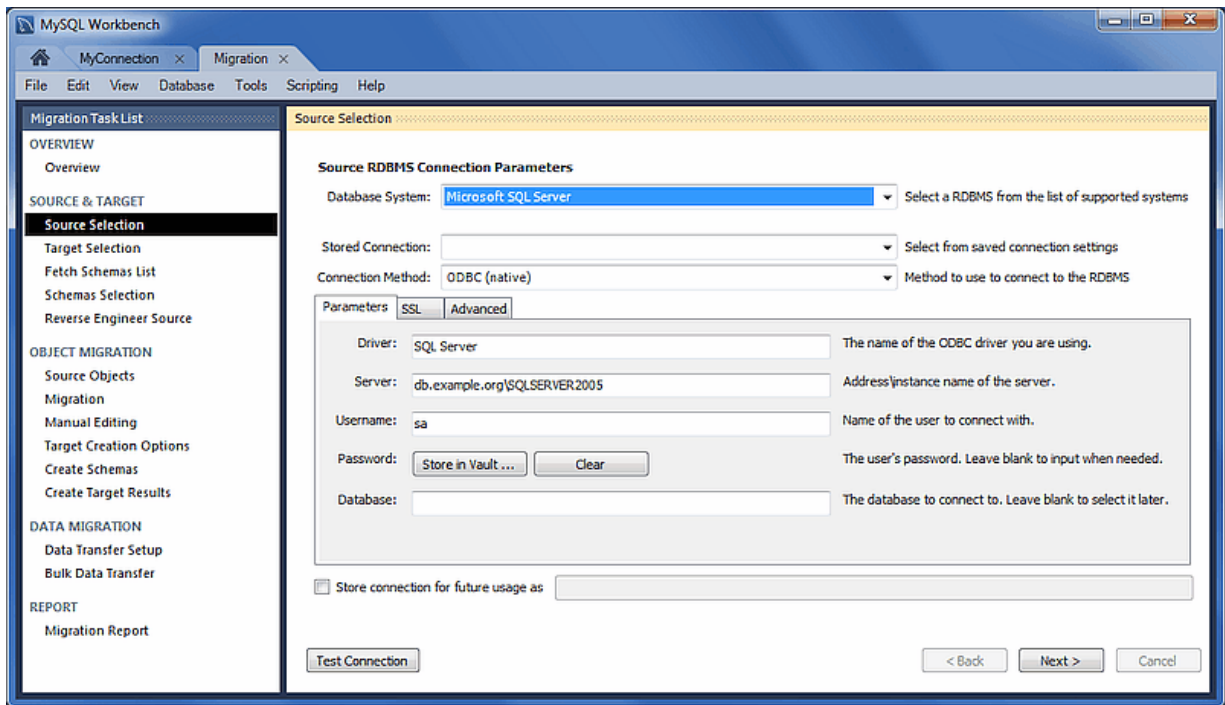 MySQL Workbench
MyConnection
Migration
File Edit View Database Tools Scripting Help
Migration Task List
OVERVIEW
Overview
SOURCE & TARGET
Source Selection
Target Selection
Fetch Schemas List
Schemas Selection
Reverse Engineer Source
OBJECT MIGRATION
Source Objects
Migration
Manual Editing
Target Creation Options
Create Schemas
Create Target Results
DATA MIGRATION
Data Transfer Setup
Bulk Data Transfer
REPORT
Migration Report
Source Selection
Source RDBMS Connection Parameters
Database System: Microsoft SQL Server Select a RDBMS from the list of supported systems
Stored Connection: Select from saved connection settings
Connection Method: ODBC (native) Method to use to connect to the RDBMS
Parameters SSL Advanced
Driver: SQL Server The name of the ODBC driver you are using.
Server: db.example.org\SQLSERVER2005 Address\instance name of the server.
Username: sa Name of the user to connect with.
Password: Store in Vault ... Clear The user's password. Leave blank to input when needed.
Database: The database to connect to. Leave blank to select it later.
Store connection for future usage as
Test Connection < Back Next > Cancel